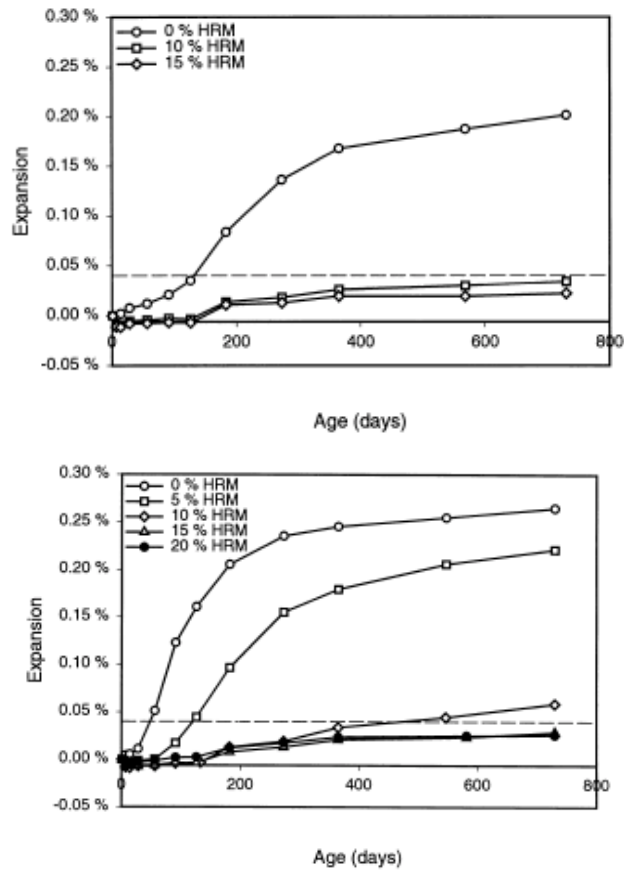 0.30 %
0 % HRM
10 % HRM
15 % HRM
0.25 %
0.20 %
0.15 %
0.10 %
0.05 %
0.00 %
-0.05 %
Expansion
0 200 400 600 800
Age (days)
0.30 %
0 % HRM
5 % HRM
10 % HRM
15 % HRM
20 % HRM
0.25 %
0.20 %
0.15 %
0.10 %
0.05 %
0.00 %
-0.05 %
Expansion
0 200 400 600 800
Age (days)